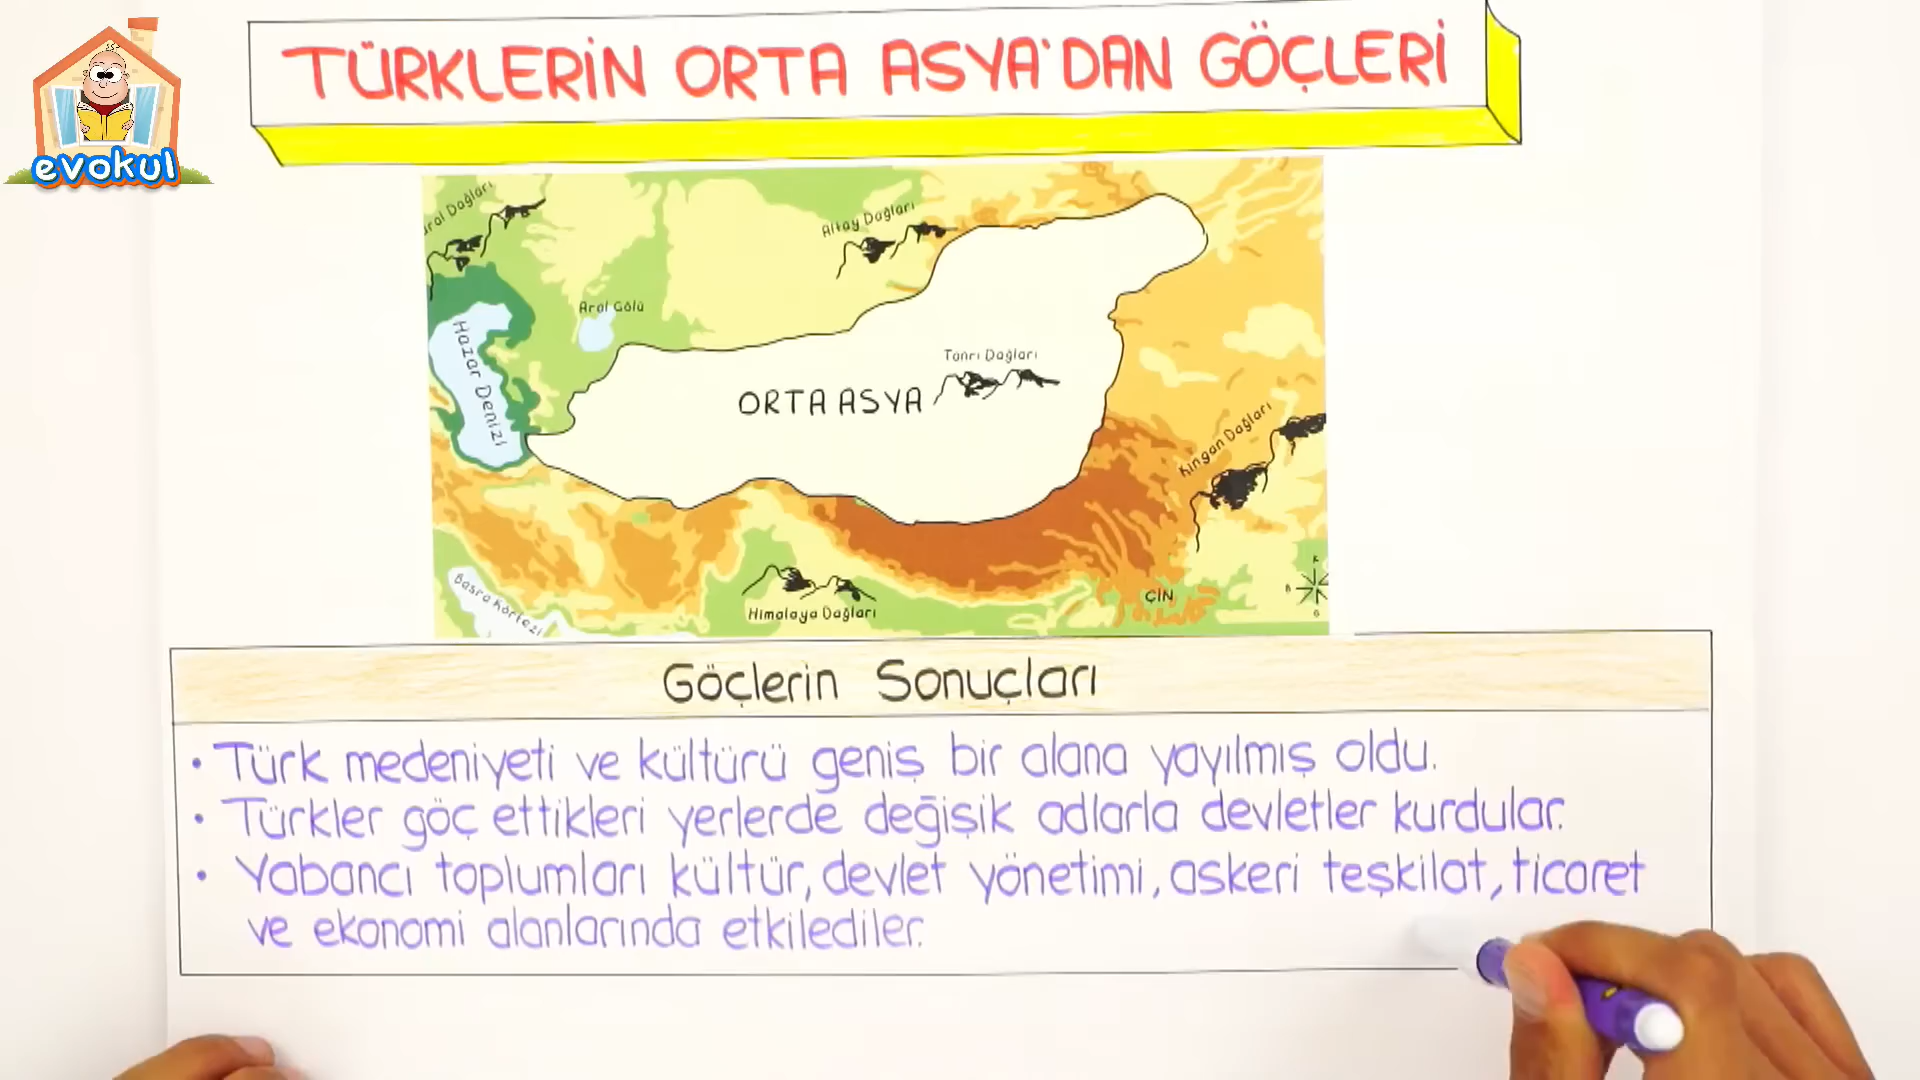 evokul
TÜRKLERİN ORTA ASYA'DAN GÖÇLERİ
Dağları
Altay Dağları
Aral Gölü
Hazar Denizi
Tanrı Dağları
ORTA ASYA
Kingan Dağları
Basra Körfezi
Himalaya Dağları
ÇİN
Göçlerin Sonuçları
• Türk medeniyeti ve kültürü geniş bir alana yayılmış oldu.
• Türkler göç ettikleri yerlerde değişik adlarla devletler kurdular.
• Yabancı toplumları kültür, devlet yönetimi, askeri teşkilat, ticaret
ve ekonomi alanlarında etkilediler.